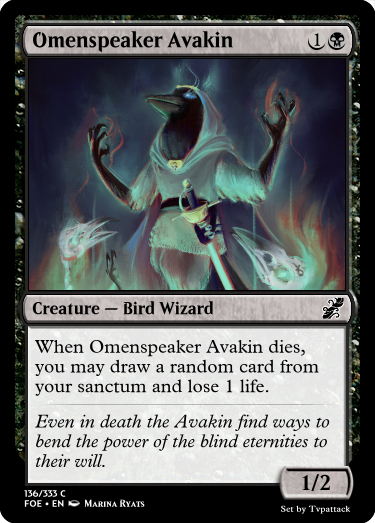 Omenspeaker Avakin 1
Creature — Bird Wizard
When Omenspeaker Avakin dies,
you may draw a random card from
your sanctum and lose 1 life.
Even in death the Avakin find ways to
bend the power of the blind eternities to
their will.
1/2
136/333 C
FOE • EN Marina Ryats
Set by Tvpattack